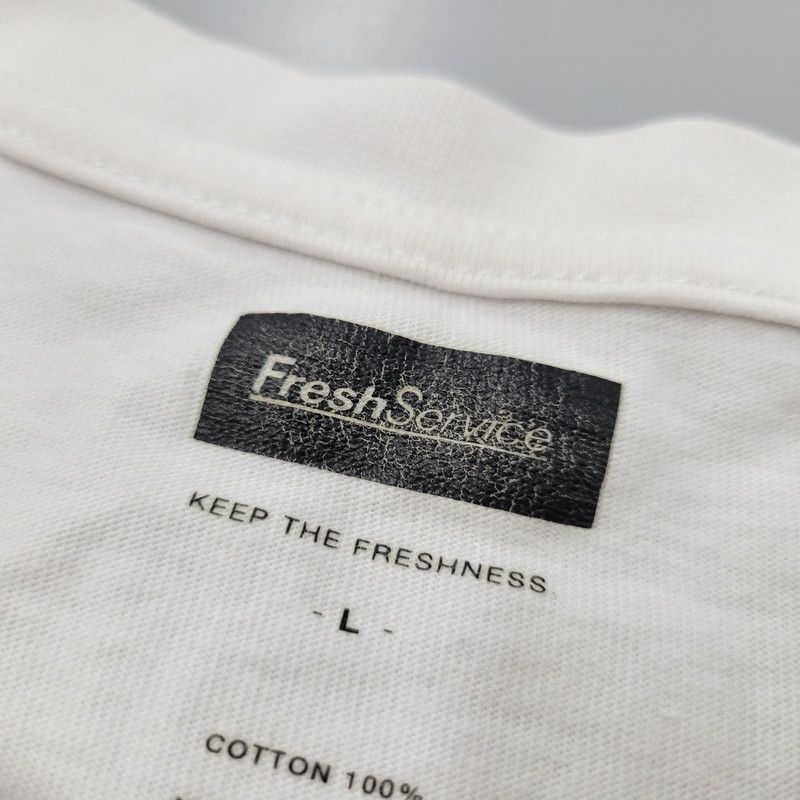 FreshService
KEEP THE FRESHNESS
- L -
COTTON 100%